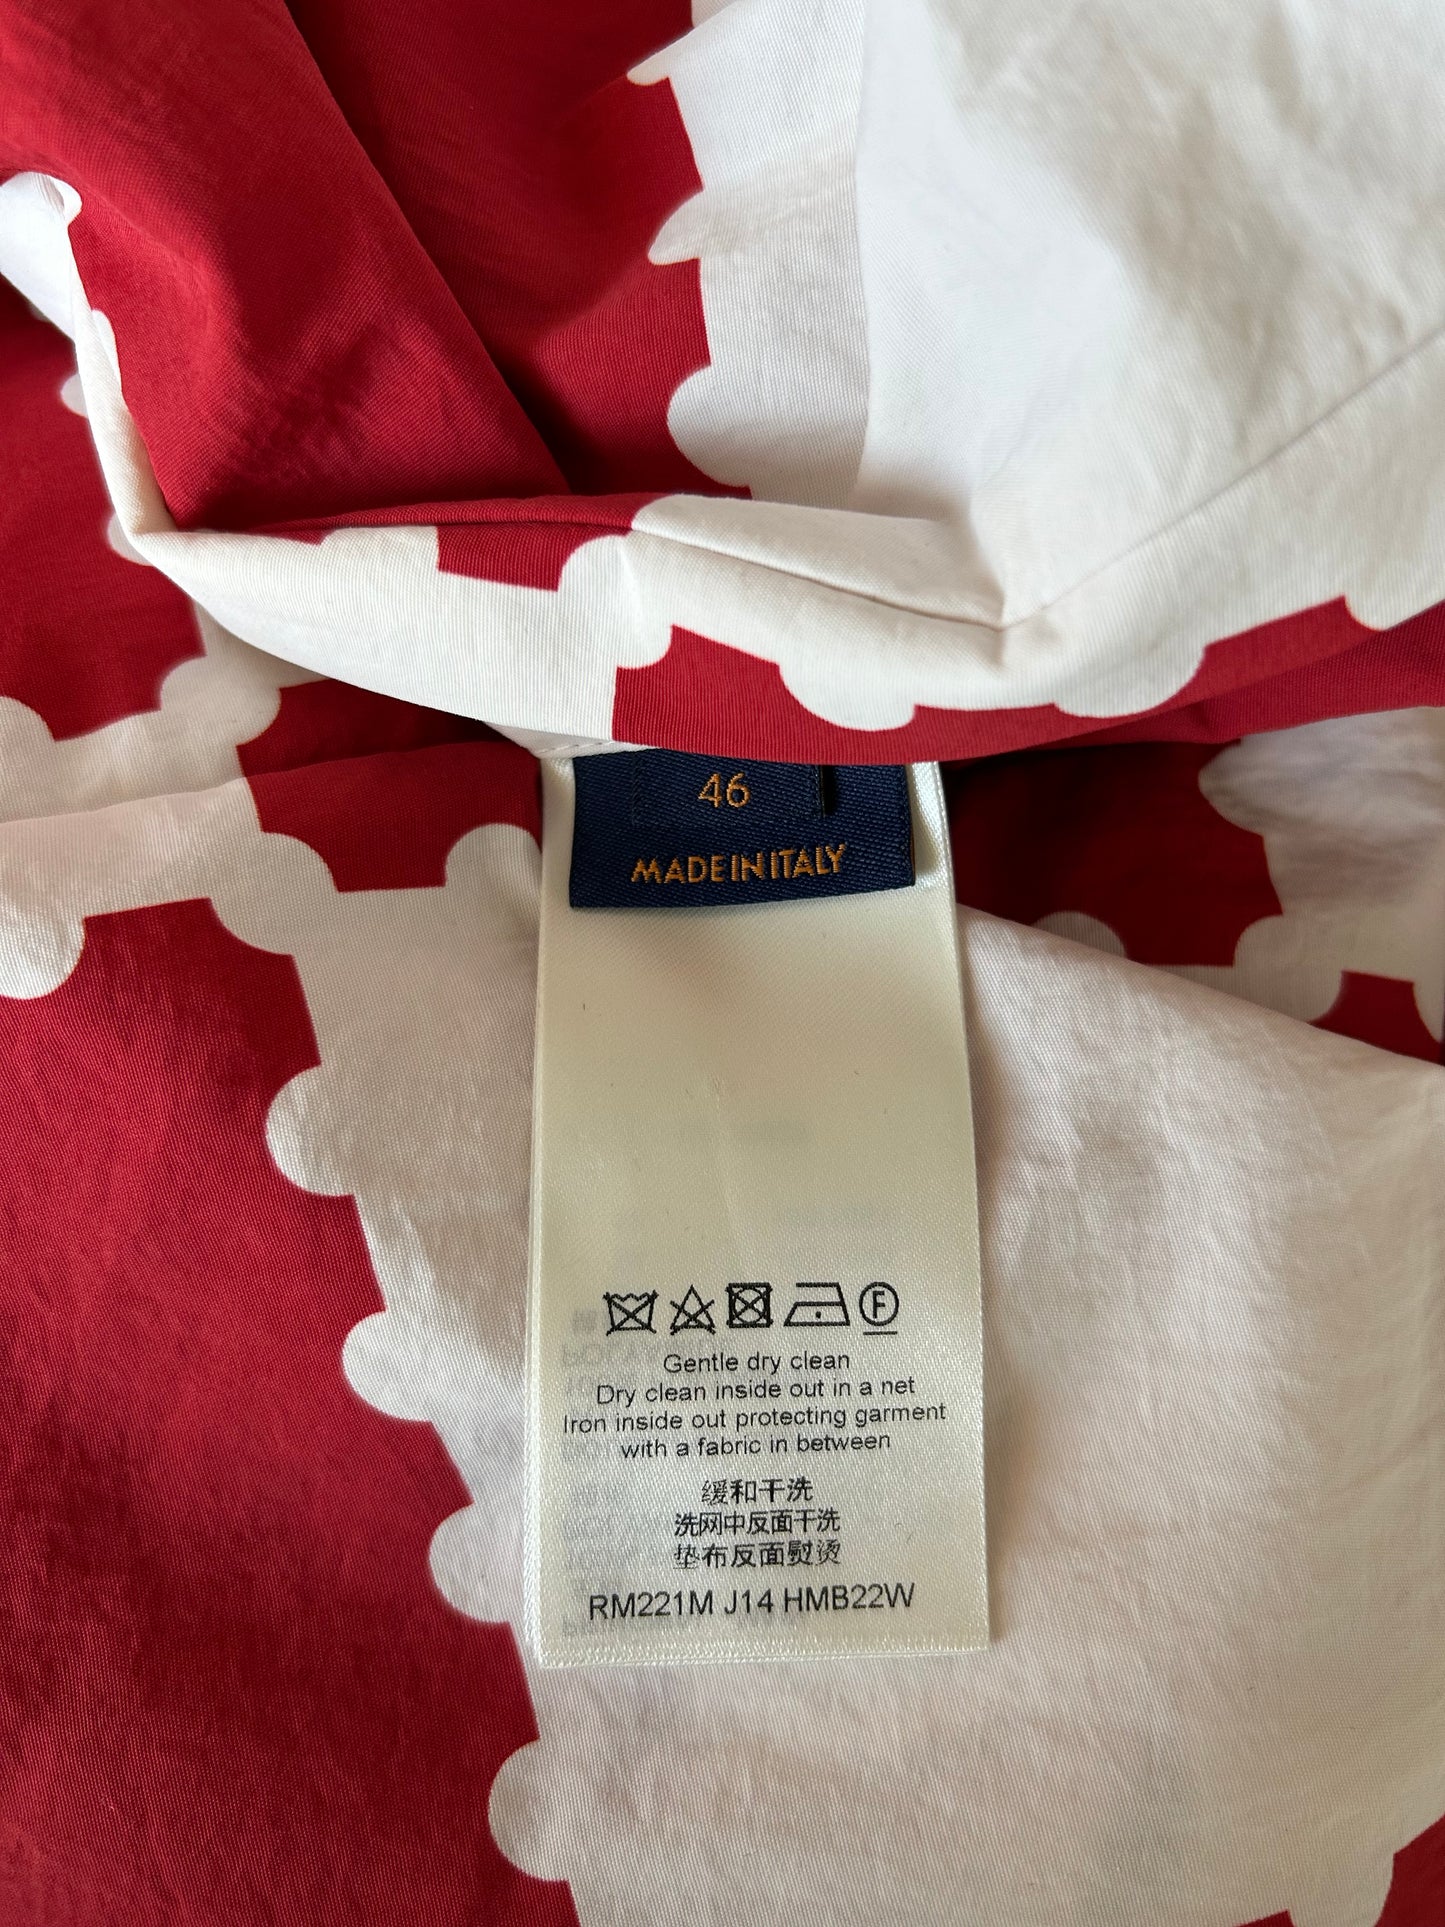 46
MADE IN ITALY
F
Gentle dry clean
Dry clean inside out in a net
Iron inside out protecting garment
with a fabric in between
缓和干洗
洗网中反面干洗
垫布反面熨烫
RM221M J14 HMB22W